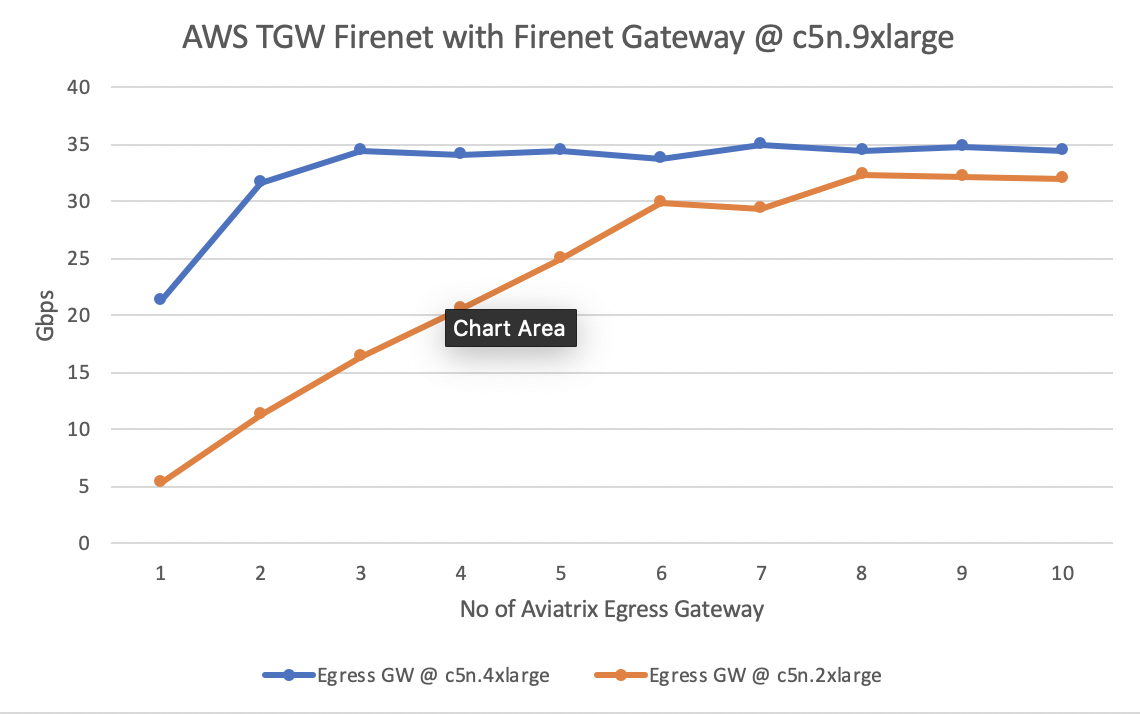 AWS TGW Firenet with Firenet Gateway @ c5n.9xlarge
40
35
30
25
20
15
10
5
0
Gbps
Chart Area
1 2 3 4 5 6 7 8 9 10
No of Aviatrix Egress Gateway
Egress GW @ c5n.4xlarge Egress GW @ c5n.2xlarge